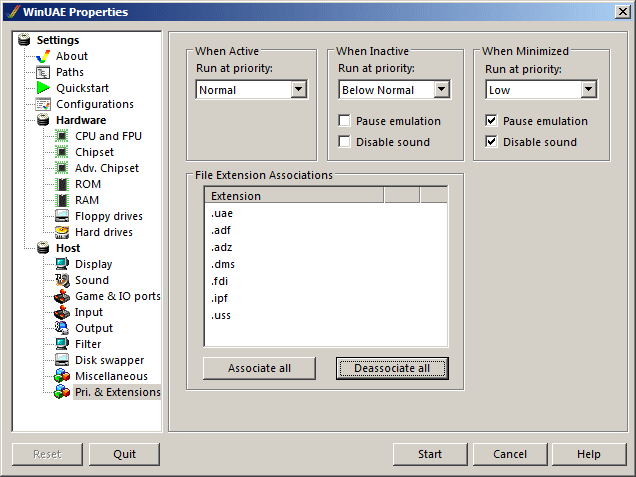 WinUAE Properties
Settings
About
Paths
Quickstart
Configurations
Hardware
CPU and FPU
Chipset
Adv. Chipset
ROM
RAM
Floppy drives
Hard drives
Host
Display
Sound
Game & IO ports
Input
Output
Filter
Disk swapper
Miscellaneous
Pri. & Extensions
When Active
Run at priority:
Normal
When Inactive
Run at priority:
Below Normal
Pause emulation
Disable sound
When Minimized
Run at priority:
Low
Pause emulation
Disable sound
File Extension Associations
Extension
.uae
.adf
.adz
.dms
.fdi
.ipf
.uss
Associate all
Deassociate all
Reset
Quit
Start
Cancel
Help